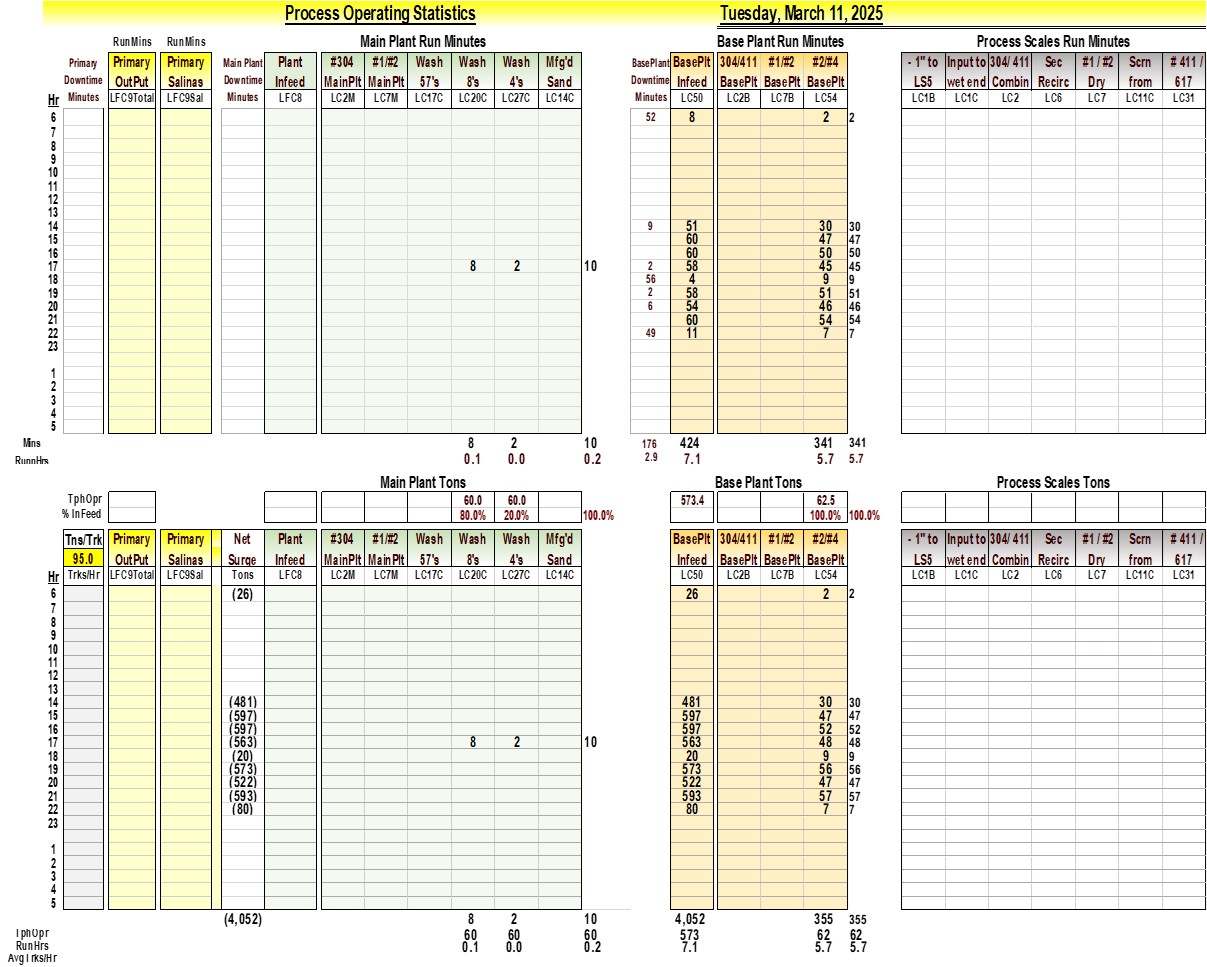 Process Operating Statistics Tuesday, March 11, 2025
RunMins RunMins Main Plant Run Minutes Base Plant Run Minutes Process Scales Run Minutes
Primary Primary Primary Main Plant Plant #304 #1/#2 Wash Wash Wash Mfg'd BasePlant BasePlt 304/411 #1/#2 #2/#4 - 1" to Input to 304/ 411 Sec #1 / #2 Scrn # 411 /
Downtime OutPut Salinas Downtime Infeed MainPlt MainPlt 57's 8's 4's Sand Downtime Infeed BasePlt BasePlt BasePlt LS5 wet end Combin Recirc Dry from 617
Hr Minutes LFC9Total LFC9Sal Minutes LFC8 LC2M LC7M LC17C LC20C LC27C LC14C Minutes LC50 LC2B LC7B LC54 LC1B LC1C LC2 LC6 LC7 LC11C LC31
6 52 8 2 2
7
8
9
10
11
12
13
14 9 51 30 30
15 60 47 47
16 60 50 50
17 8 2 10 2 58 45 45
18 56 4 9 9
19 2 58 51 51
20 6 54 46 46
21 60 54 54
22 49 11 7 7
23
1
2
3
4
5
Mins 8 2 10 176 424 341 341
RunnHrs 0.1 0.0 0.2 2.9 7.1 5.7 5.7
Main Plant Tons Base Plant Tons Process Scales Tons
TphOpr 60.0 60.0 573.4 62.5
% InFeed 80.0% 20.0% 100.0% 100.0% 100.0%
Tns/Trk Primary Primary Net Plant #304 #1/#2 Wash Wash Wash Mfg'd BasePlt 304/411 #1/#2 #2/#4 - 1" to Input to 304/ 411 Sec #1 / #2 Scrn # 411 /
95.0 OutPut Salinas Surge Infeed MainPlt MainPlt 57's 8's 4's Sand Infeed BasePlt BasePlt BasePlt LS5 wet end Combin Recirc Dry from 617
Hr Trks/Hr LFC9Total LFC9Sal Tons LFC8 LC2M LC7M LC17C LC20C LC27C LC14C LC50 LC2B LC7B LC54 LC1B LC1C LC2 LC6 LC7 LC11C LC31
6 (26) 26 2 2
7
8
9
10
11
12
13
14 (481) 481 30 30
15 (597) 597 47 47
16 (597) 597 52 52
17 (563) 8 2 10 563 48 48
18 (20) 20 9 9
19 (573) 573 56 56
20 (522) 522 47 47
21 (593) 593 57 57
22 (80) 80 7 7
23
1
2
3
4
5
(4,052) 8 2 10 4,052 355 355
TphOpr 60 60 60 573 62 62
RunHrs 0.1 0.0 0.2 7.1 5.7 5.7
AvgTrks/Hr